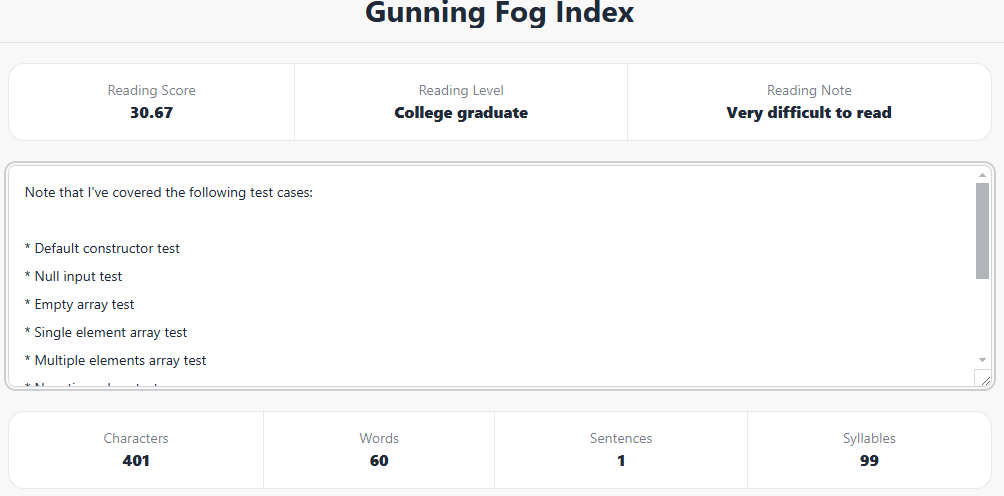 Gunning Fog Index
Reading Score
30.67
Reading Level
College graduate
Reading Note
Very difficult to read
Note that I've covered the following test cases:
* Default constructor test
* Null input test
* Empty array test
* Single element array test
* Multiple elements array test
Characters
401
Words
60
Sentences
1
Syllables
99